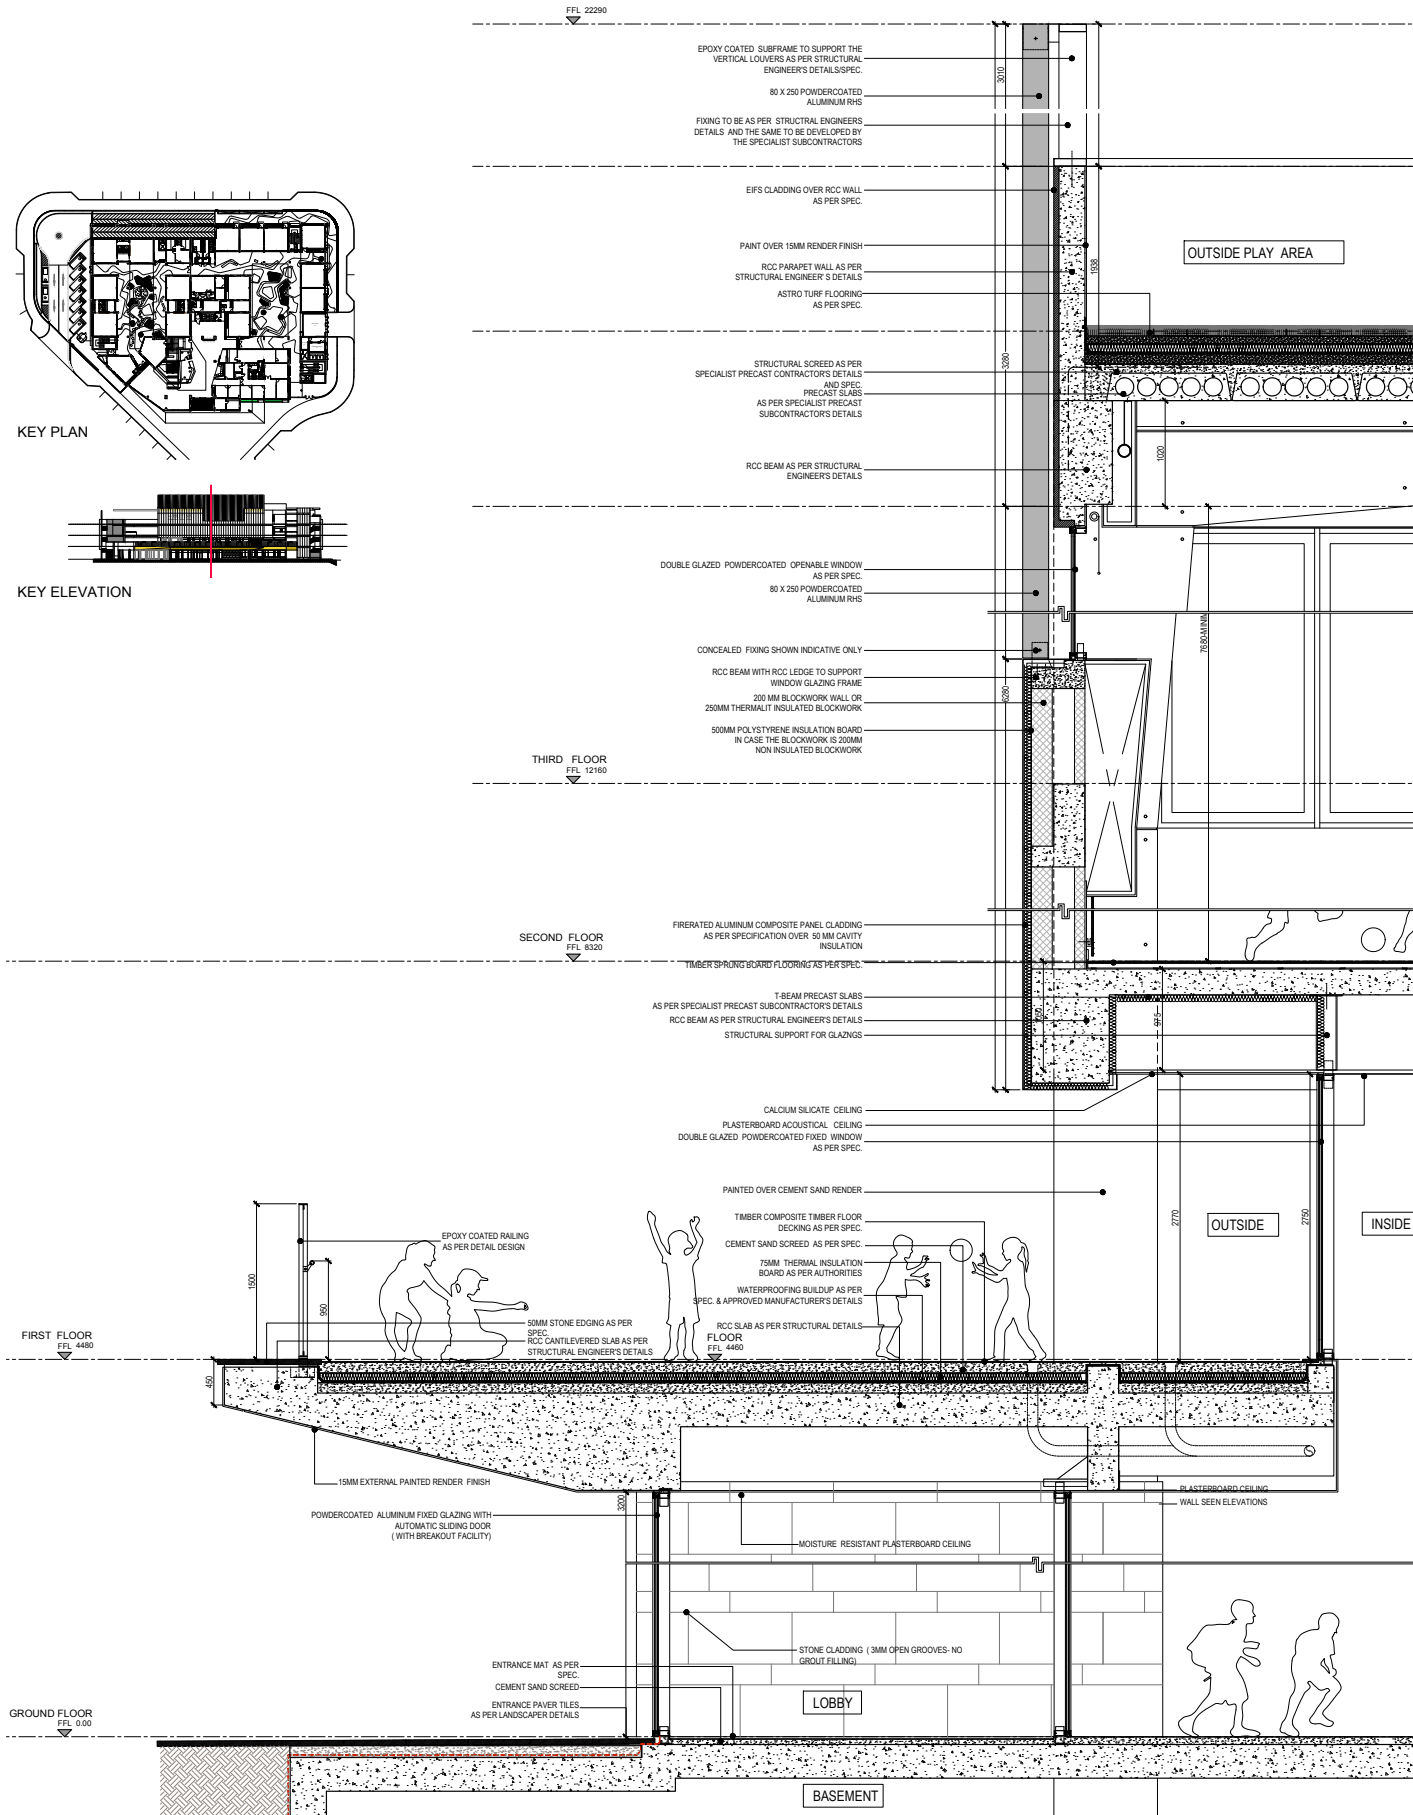 FFL 22290
EPOXY COATED SUBFRAME TO SUPPORT THE
VERTICAL LOUVERS AS PER STRUCTURAL
ENGINEER'S DETAILS/SPEC.
3010
80 X 250 POWDERCOATED
ALUMINUM RHS
FIXING TO BE AS PER STRUCTRAL ENGINEERS
DETAILS AND THE SAME TO BE DEVELOPED BY
THE SPECIALIST SUBCONTRACTORS
EIFS CLADDING OVER RCC WALL
AS PER SPEC.
PAINT OVER 15MM RENDER FINISH
OUTSIDE PLAY AREA
RCC PARAPET WALL AS PER
STRUCTURAL ENGINEER'S DETAILS
1938
ASTRO TURF FLOORING
AS PER SPEC.
STRUCTURAL SCREED AS PER
SPECIALIST PRECAST CONTRACTOR'S DETAILS
AND SPEC.
3280
PRECAST SLABS
AS PER SPECIALIST PRECAST
SUBCONTRACTOR'S DETAILS
KEY PLAN
1020
RCC BEAM AS PER STRUCTURAL
ENGINEER'S DETAILS
DOUBLE GLAZED POWDERCOATED OPENABLE WINDOW
AS PER SPEC.
80 X 250 POWDERCOATED
ALUMINUM RHS
KEY ELEVATION
7680-MINIM
CONCEALED FIXING SHOWN INDICATIVE ONLY
RCC BEAM WITH RCC LEDGE TO SUPPORT
WINDOW GLAZING FRAME
6280
200 MM BLOCKWORK WALL OR
250MM THERMALIT INSULATED BLOCKWORK
500MM POLYSTYRENE INSULATION BOARD
IN CASE THE BLOCKWORK IS 200MM
NON INSULATED BLOCKWORK
THIRD FLOOR
FFL 12160
FIRERATED ALUMINUM COMPOSITE PANEL CLADDING
AS PER SPECIFICATION OVER 50 MM CAVITY
INSULATION
SECOND FLOOR
FFL 8320
TIMBER SPRUNG BOARD FLOORING AS PER SPEC.
T-BEAM PRECAST SLABS
AS PER SPECIALIST PRECAST SUBCONTRACTOR'S DETAILS
RCC BEAM AS PER STRUCTURAL ENGINEER'S DETAILS
975
STRUCTURAL SUPPORT FOR GLAZNGS
CALCIUM SILICATE CEILING
PLASTERBOARD ACOUSTICAL CEILING
DOUBLE GLAZED POWDERCOATED FIXED WINDOW
AS PER SPEC.
PAINTED OVER CEMENT SAND RENDER
TIMBER COMPOSITE TIMBER FLOOR
DECKING AS PER SPEC.
2770
OUTSIDE
2750
INSIDE
EPOXY COATED RAILING
AS PER DETAIL DESIGN
CEMENT SAND SCREED AS PER SPEC.
75MM THERMAL INSULATION
BOARD AS PER AUTHORITIES
1500
950
WATERPROOFING BUILDUP AS PER
SPEC. & APPROVED MANUFACTURER'S DETAILS
50MM STONE EDGING AS PER
SPEC.
RCC SLAB AS PER STRUCTURAL DETAILS
FIRST FLOOR
FFL 4480
RCC CANTILEVERED SLAB AS PER
STRUCTURAL ENGINEER'S DETAILS
FLOOR
FFL 4460
450
15MM EXTERNAL PAINTED RENDER FINISH
PLASTERBOARD CEILING
WALL SEEN ELEVATIONS
3200
POWDERCOATED ALUMINUM FIXED GLAZING WITH
AUTOMATIC SLIDING DOOR
( WITH BREAKOUT FACILITY)
MOISTURE RESISTANT PLASTERBOARD CEILING
STONE CLADDING ( 3MM OPEN GROOVES- NO
GROUT FILLING)
ENTRANCE MAT AS PER
SPEC.
CEMENT SAND SCREED
ENTRANCE PAVER TILES
AS PER LANDSCAPER DETAILS
LOBBY
GROUND FLOOR
FFL 0.00
BASEMENT